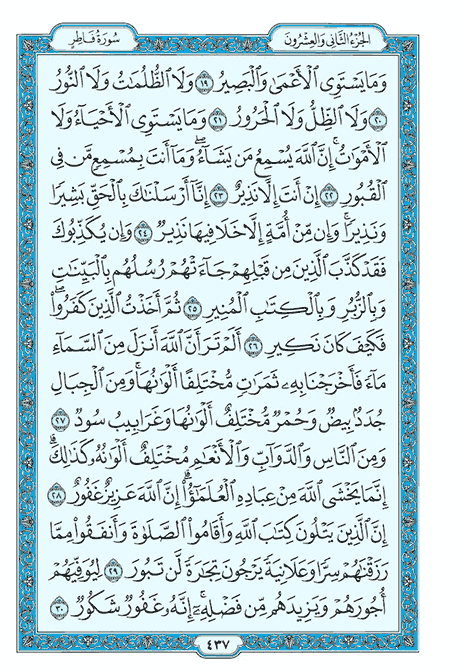 الجزء الثاني والعشرون
سورة فاطر
وَمَا يَسْتَوِى ٱلْأَعْمَىٰ وَٱلْبَصِيرُ ١٩ وَلَا ٱلظُّلُمَٰتُ وَلَا ٱلنُّورُ
٢٠ وَلَا ٱلظِّلُّ وَلَا ٱلْحَرُورُ ٢١ وَمَا يَسْتَوِى ٱلْأَحْيَآءُ وَلَا
ٱلْأَمْوَٰتُ ۚ إِنَّ ٱللَّهَ يُسْمِعُ مَن يَشَآءُ ۖ وَمَآ أَنتَ بِمُسْمِعٍ مَّن فِى
ٱلْقُبُورِ ٢٢ إِنْ أَنتَ إِلَّا نَذِيرٌ ٢٣ إِنَّآ أَرْسَلْنَٰكَ بِٱلْحَقِّ بَشِيرًا
وَنَذِيرًا ۚ وَإِن مِّنْ أُمَّةٍ إِلَّا خَلَا فِيهَا نَذِيرٌ ٢٤ وَإِن يُكَذِّبُوكَ
فَقَدْ كَذَّبَ ٱلَّذِينَ مِن قَبْلِهِمْ جَآءَتْهُمْ رُسُلُهُم بِٱلْبَيِّنَٰتِ
وَبِٱلزُّبُرِ وَبِٱلْكِتَٰبِ ٱلْمُنِيرِ ٢٥ ثُمَّ أَخَذْتُ ٱلَّذِينَ كَفَرُوا۟ ۖ
فَكَيْفَ كَانَ نَكِيرِ ٢٦ أَلَمْ تَرَ أَنَّ ٱللَّهَ أَنزَلَ مِنَ ٱلسَّمَآءِ
مَآءً فَأَخْرَجْنَا بِهِۦ ثَمَرَٰتٍ مُّخْتَلِفًا أَلْوَٰنُهَا ۚ وَمِنَ ٱلْجِبَالِ
جُدَدٌۢ بِيضٌ وَحُمْرٌ مُّخْتَلِفٌ أَلْوَٰنُهَا وَغَرَابِيبُ سُودٌ ٢٧
وَمِنَ ٱلنَّاسِ وَٱلدَّوَآبِّ وَٱلْأَنْعَٰمِ مُخْتَلِفٌ أَلْوَٰنُهُۥ كَذَٰلِكَ ۗ
إِنَّمَا يَخْشَى ٱللَّهَ مِنْ عِبَادِهِ ٱلْعُلَمَٰٓؤُا۟ ۗ إِنَّ ٱللَّهَ عَزِيزٌ غَفُورٌ ٢٨
إِنَّ ٱلَّذِينَ يَتْلُونَ كِتَٰبَ ٱللَّهِ وَأَقَامُوا۟ ٱلصَّلَوٰةَ وَأَنفَقُوا۟ مِمَّا
رَزَقْنَٰهُمْ سِرًّا وَعَلَانِيَةً يَرْجُونَ تِجَٰرَةً لَّن تَبُورَ ٢٩ لِيُوَفِّيَهُمْ
أُجُورَهُمْ وَيَزِيدَهُم مِّن فَضْلِهِۦٓ ۚ إِنَّهُۥ غَفُورٌ شَكُورٌ ٣٠
٤٣٧